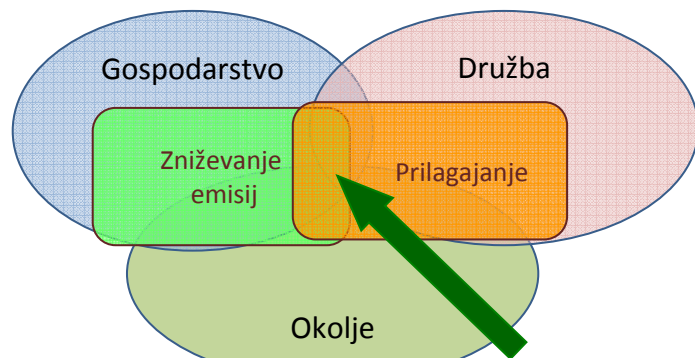 Gospodarstvo
Družba
Zniževanje
emisij
Prilagajanje
Okolje